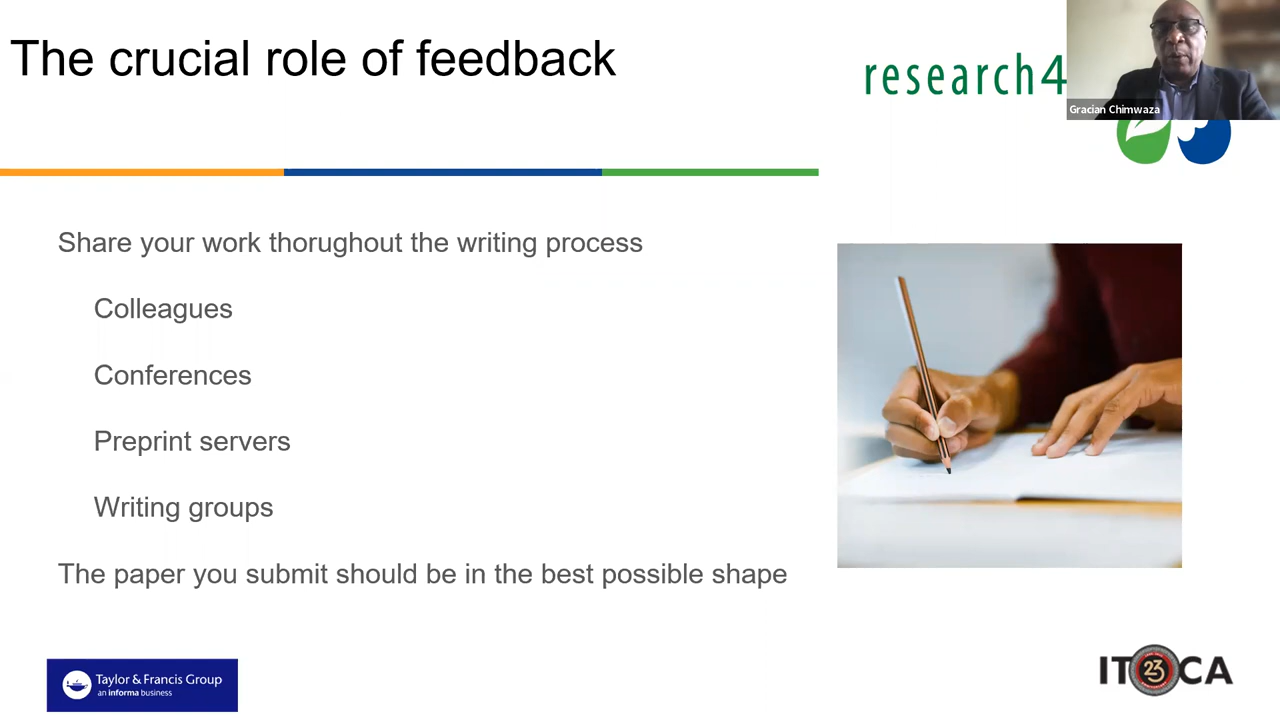 The crucial role of feedback
research4
Gracian Chimwaza
Share your work thorughout the writing process
Colleagues
Conferences
Preprint servers
Writing groups
The paper you submit should be in the best possible shape
Taylor & Francis Group
an informa business
ITOCA
23